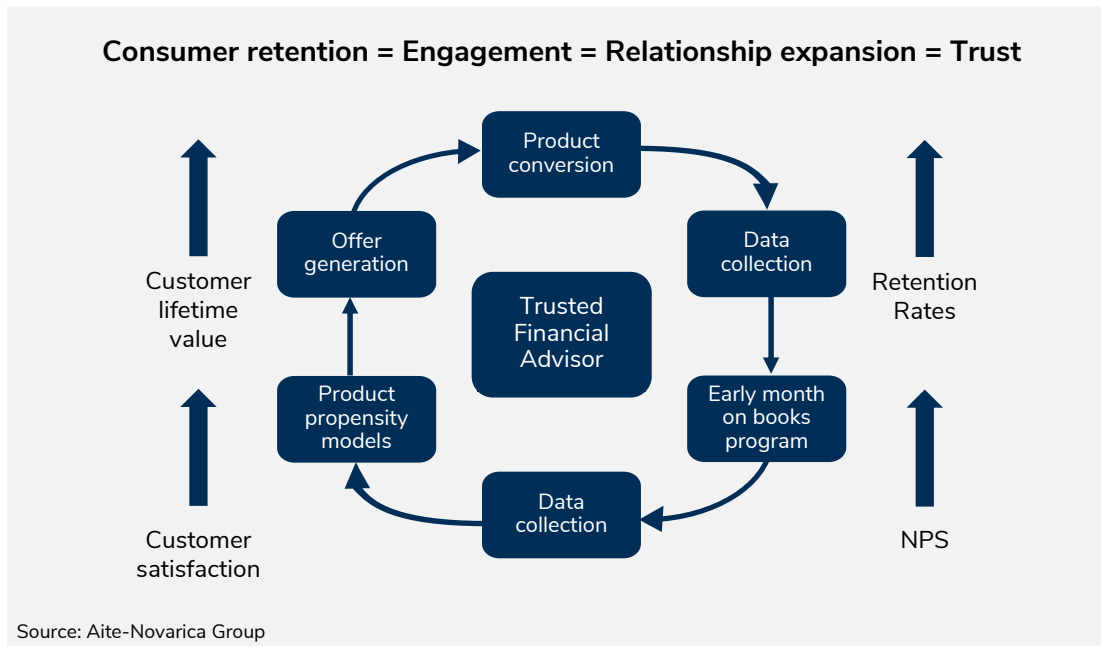 Consumer retention = Engagement = Relationship expansion = Trust
Product
conversion
Offer
generation
Data
collection
Customer
lifetime
value
Trusted
Financial
Advisor
Retention
Rates
Product
propensity
models
Early month
on books
program
Data
collection
Customer
satisfaction
NPS
Source: Aite-Novarica Group